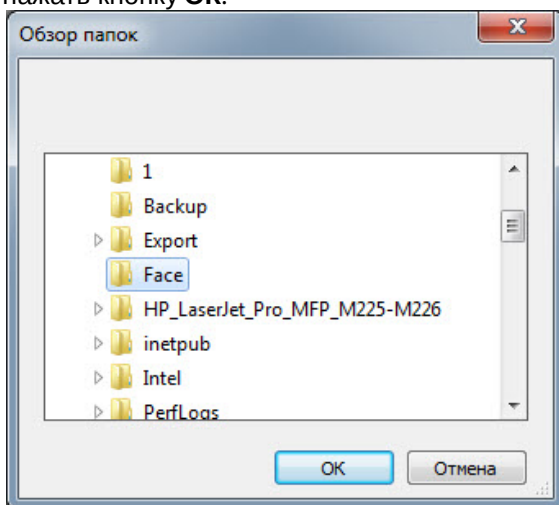 нажать кнопку ОК.
Обзор папок
1
Backup
Export
Face
HP_LaserJet_Pro_MFP_M225-M226
inetpub
Intel
PerfLogs
ОК
Отмена